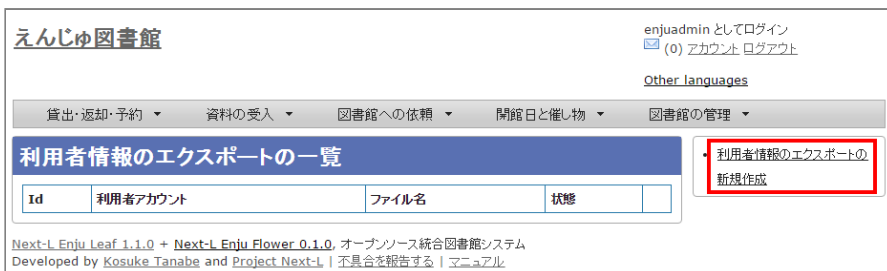 えんじゅ図書館
enjuadmin としてログイン
(0) アカウント ログアウト
Other languages
貸出・返却・予約 ▼ 資料の受入 ▼ 図書館への依頼 ▼ 開館日と催し物 ▼ 図書館の管理 ▼
利用者情報のエクスポートの一覧
Id 利用者アカウント ファイル名 状態
• 利用者情報のエクスポートの
新規作成
Next-L Enju Leaf 1.1.0 + Next-L Enju Flower 0.1.0, オープンソース統合図書館システム
Developed by Kosuke Tanabe and Project Next-L | 不具合を報告する | マニュアル